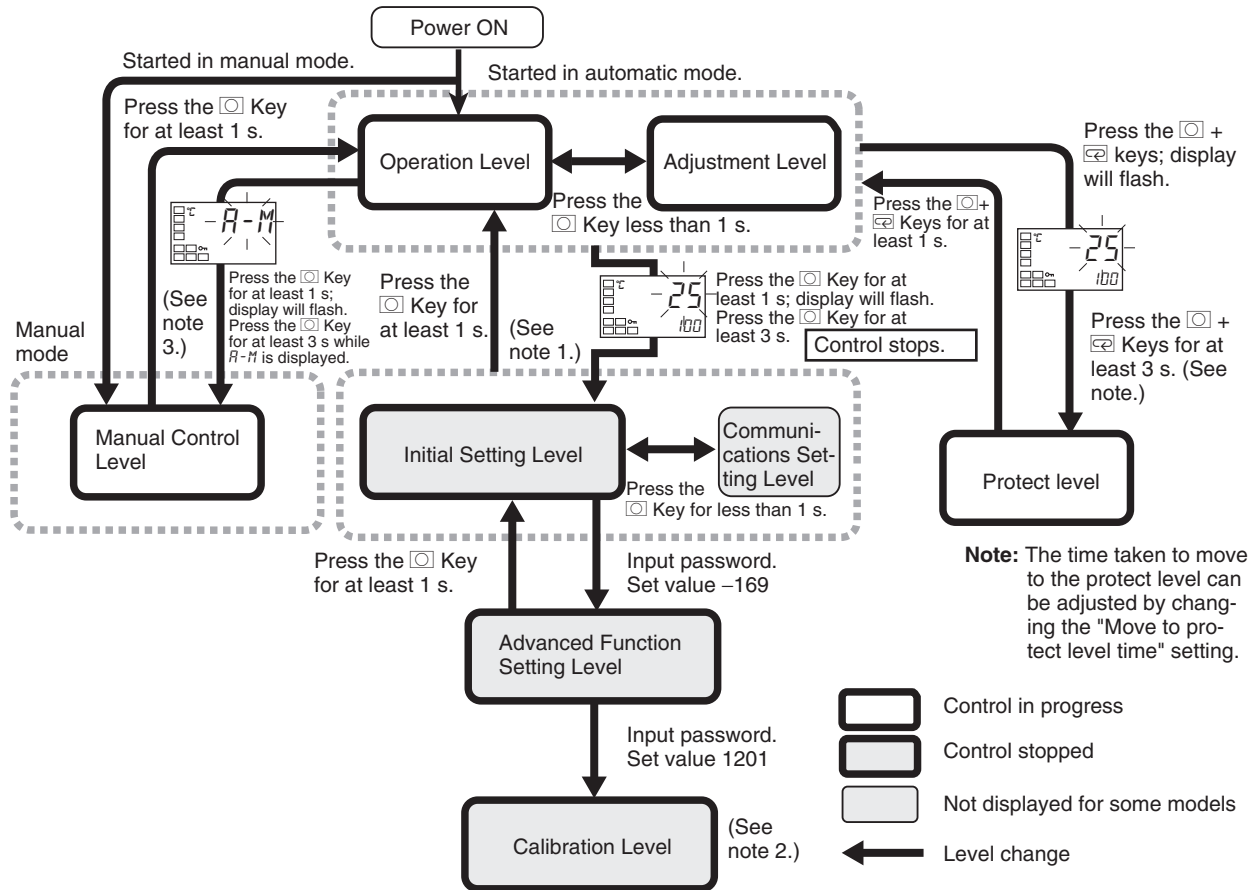 Power ON
Started in manual mode.
Started in automatic mode.
Press the Key
for at least 1 s.
Operation Level
Adjustment Level
Press the
Key less than 1 s.
Press the +
keys; display
will flash.
Press the +
Keys for at
least 1 s.
℃
A-M
℃
25
100
(See
note
3.)
Press the Key
for at least 1 s;
display will flash.
Press the Key
for at least 3 s while
A-M is displayed.
Press the
Key for
at least 1 s.
(See
note 1.)
℃
25
100
Press the Key for at
least 1 s; display will flash.
Press the Key for at
least 3 s.
Control stops.
Press the +
Keys for at
least 3 s. (See
note.)
Manual
mode
Manual Control
Level
Initial Setting Level
Communi-
cations Set-
ting Level
Press the
Key for less than 1 s.
Protect level
Press the Key
for at least 1 s.
Input password.
Set value –169
Note: The time taken to move
to the protect level can
be adjusted by chang-
ing the "Move to pro-
tect level time" setting.
Advanced Function
Setting Level
Input password.
Set value 1201
Calibration Level
(See
note 2.)
Control in progress
Control stopped
Not displayed for some models
Level change